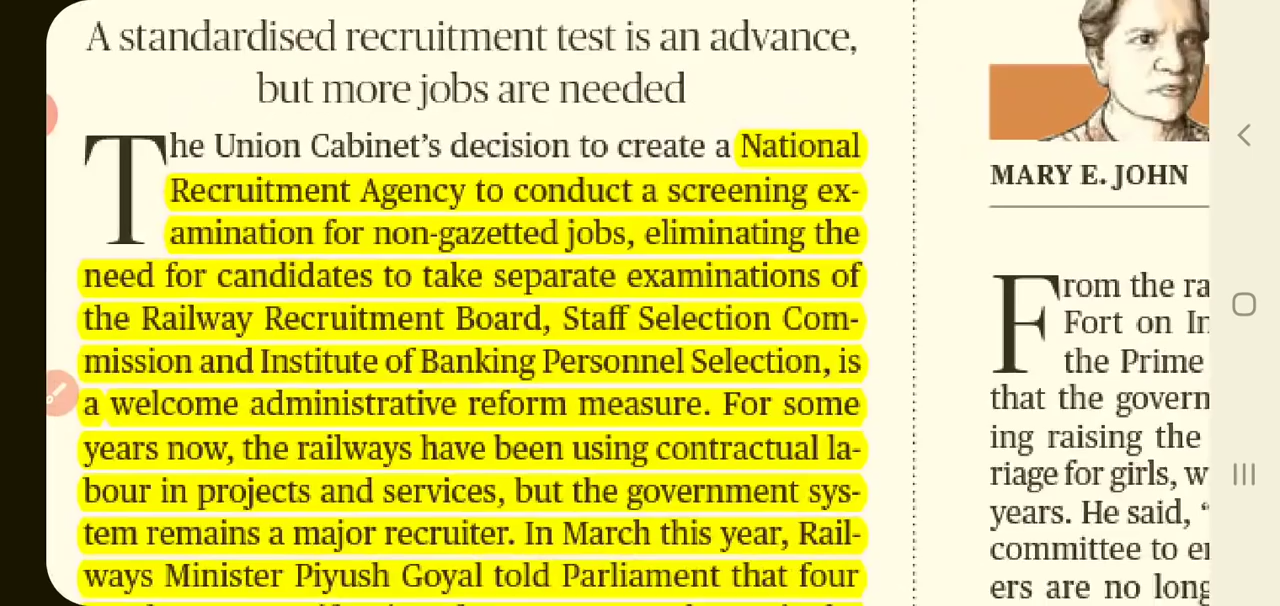 A standardised recruitment test is an advance,
but more jobs are needed
The Union Cabinet's decision to create a National
Recruitment Agency to conduct a screening ex-
amination for non-gazetted jobs, eliminating the
need for candidates to take separate examinations of
the Railway Recruitment Board, Staff Selection Com-
mission and Institute of Banking Personnel Selection, is
a welcome administrative reform measure. For some
years now, the railways have been using contractual la-
bour in projects and services, but the government sys-
tem remains a major recruiter. In March this year, Rail-
ways Minister Piyush Goyal told Parliament that four
MARY E. JOHN
From the ra
Fort on In
the Prime
that the govern
ing raising the
riage for girls, w
years. He said, “
committee to
ers are no long